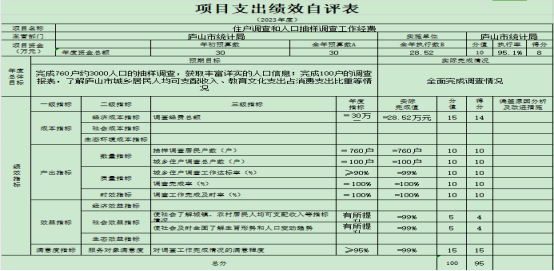 项目支出绩效自评表
（2023年度）
项目名称 住户调查和人口抽样调查工作经费
主管部门 庐山市统计局 实施单位 庐山市统计局
项目资金（万元） 年初预算数 全年预算数A 全年执行数B 分值 执行率 得分
年度资金总额 30 30 28.52 10 95.1% 8
年度总体目标 预期目标 实际完成情况
完成760户约3000人口的抽样调查，获取丰富详实的人口信息；完成100户的调查
报表，了解庐山市城乡居民人均可支配收入、教育文化支出占消费支出比重等情
况
全面完成调查情况
绩效指标 一级指标 二级指标 三级指标 年度指标 实际完成值 分值 得分 偏差原因分析及改进措施
成本指标 经济成本指标 调查经费总额 =30万 =28.52万元 15 14
社会成本指标
生态环境成本指标
产出指标 数量指标 抽样调查居民户数（户） =760户 =760户 10 10
城乡住户调查总户数（户） =100户 =100户 10 10
质量指标 城乡住户调查工作达标率（%） ≥90% =99% 10 10
调查完成率（%） =100% =100% 10 10
时效指标 调查工作完成及时率（%） =100% =100% 10 10
效益指标 经济效益指标
社会效益指标 使社会了解城镇、农村居民人均可支配收入等指标情况 有所提 =99% 5 4
使社会及时全面了解生育形势和人口变动趋势 有所提 =99% 5 4
生态效益指标
满意度指标 服务对象满意度 对调查工作完成情况的满意程度 ≥95% =99% 15 15
总分 100 95